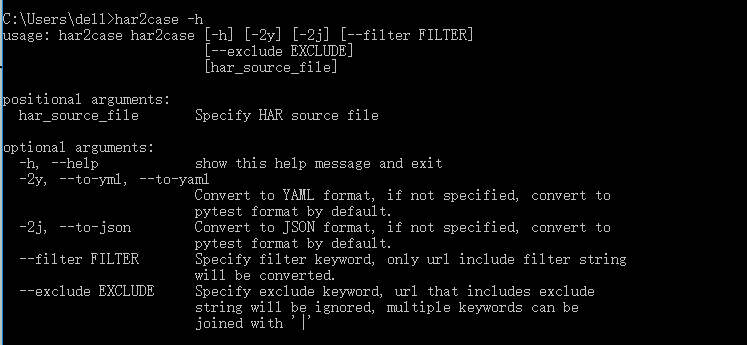 C:\Users\dell>har2case -h
usage: har2case har2case [-h] [-2y] [-2j] [--filter FILTER]
[--exclude EXCLUDE]
[har_source_file]
positional arguments:
har_source_file Specify HAR source file
optional arguments:
-h, --help show this help message and exit
-2y, --to-yml, --to-yaml
Convert to YAML format, if not specified, convert to
pytest format by default.
-2j, --to-json Convert to JSON format, if not specified, convert to
pytest format by default.
--filter FILTER Specify filter keyword, only url include filter string
will be converted.
--exclude EXCLUDE Specify exclude keyword, url that includes exclude
string will be ignored, multiple keywords can be
joined with '|'